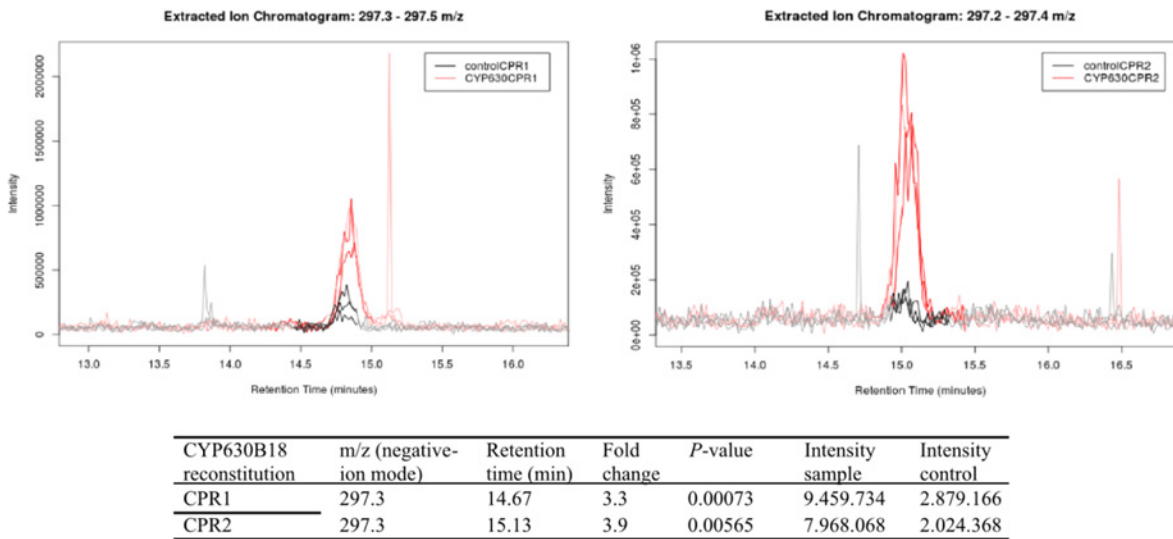 Extracted Ion Chromatogram: 297.3 - 297.5 m/z
Intensity
0
500000
1000000
1500000
2000000
controlCPR1
CYP630CPR1
13.0 13.5 14.0 14.5 15.0 15.5 16.0
Retention Time (minutes)
Extracted Ion Chromatogram: 297.2 - 297.4 m/z
Intensity
0e+00
2e+05
4e+05
6e+05
8e+05
1e+06
controlCPR2
CYP630CPR2
13.5 14.0 14.5 15.0 15.5 16.0 16.5
Retention Time (minutes)
CYP630B18 m/z (negative- Retention Fold P-value Intensity Intensity
reconstitution ion mode) time (min) change sample control
CPR1 297.3 14.67 3.3 0.00073 9.459.734 2.879.166
CPR2 297.3 15.13 3.9 0.00565 7.968.068 2.024.368